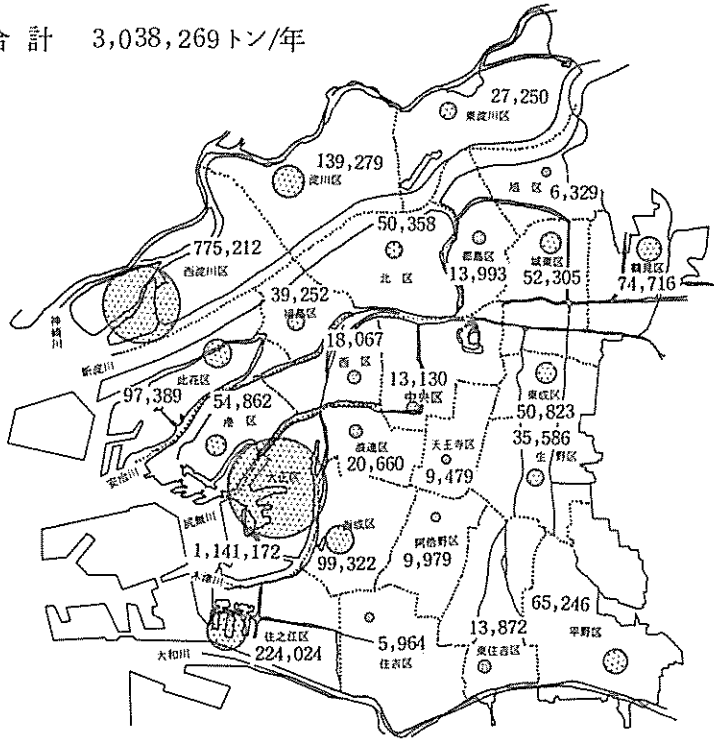 合計 3,038,269トン/年
27,250
東淀川区
139,279
淀川区
旭区
6,329
50,358
北区
都島区
13,993
城東区
52,305
鶴見区
74,716
775,212
西淀川区
神崎川
39,252
福島区
新淀川
18,067
西区
此花区
97,389
54,862
港区
13,130
中央区
東成区
50,823
35,586
生野区
浪速区
20,660
天王寺区
9,479
安治川
大正区
尻無川
1,141,172
木津川
西成区
99,322
阿倍野区
9,979
65,246
平野区
住之江区
224,024
大和川
5,964
住吉区
13,872
東住吉区